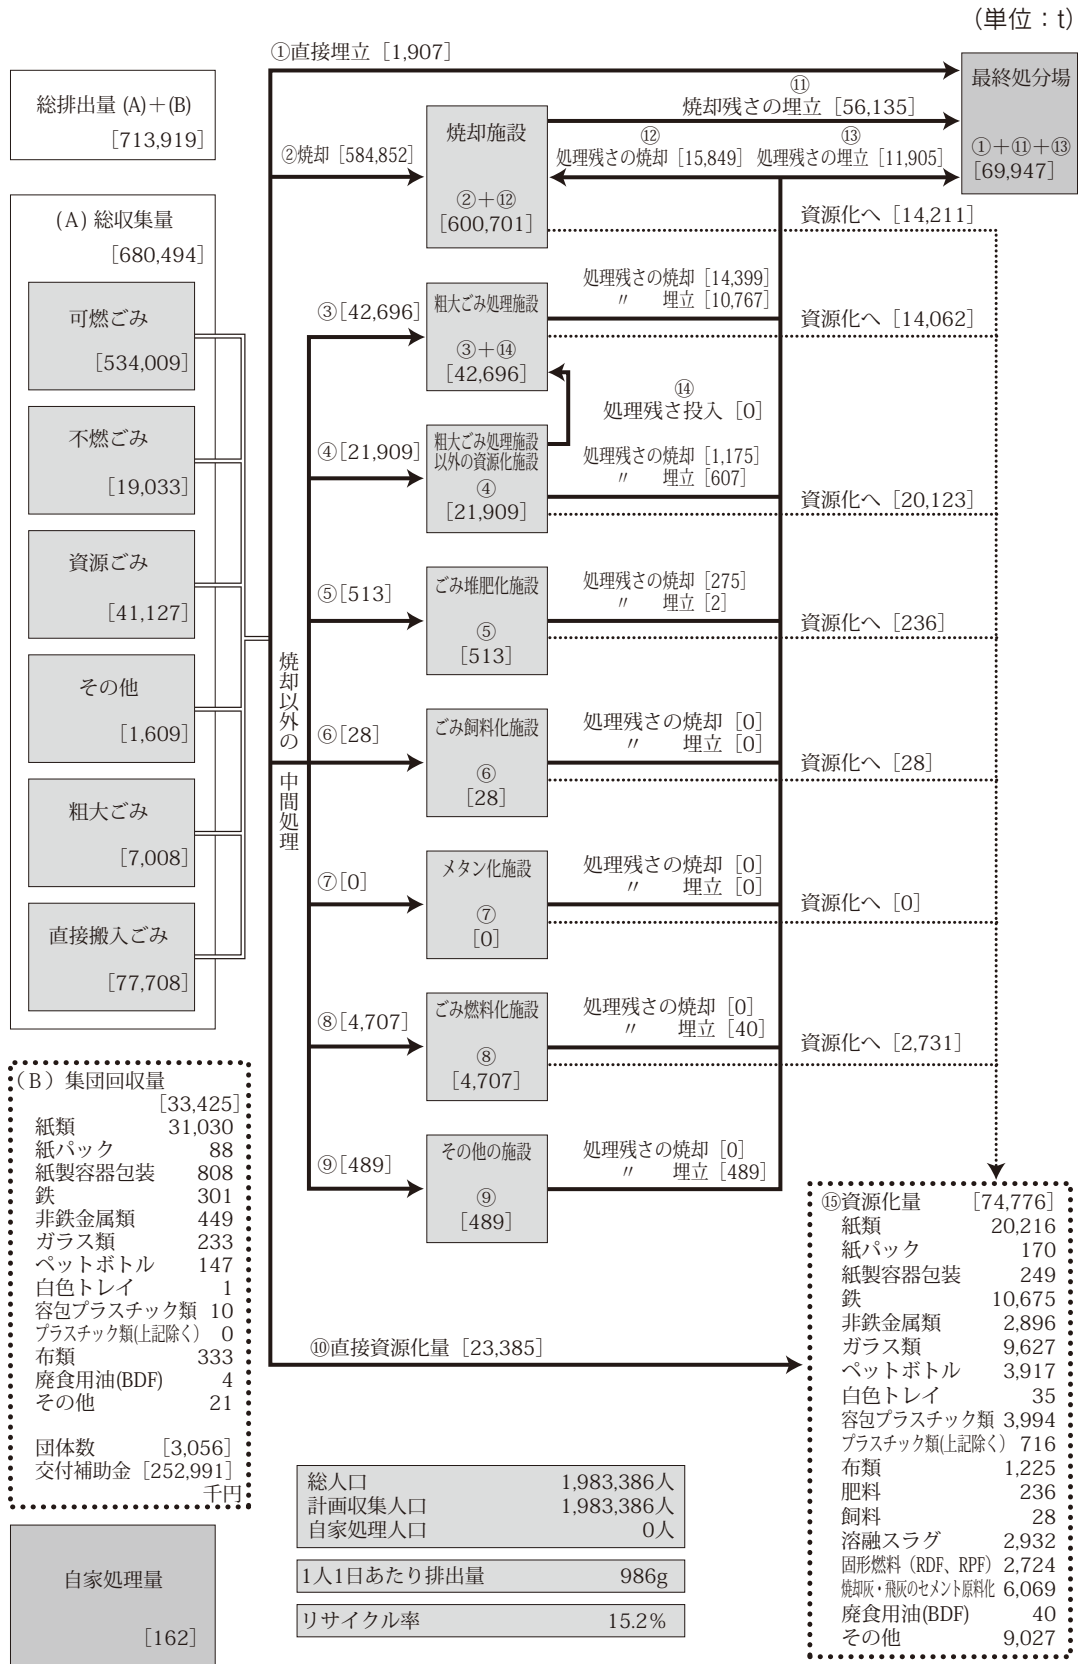 (単位：t)
総排出量 (A)＋(B)
[713,919]
(A) 総収集量
[680,494]
可燃ごみ
[534,009]
不燃ごみ
[19,033]
資源ごみ
[41,127]
その他
[1,609]
粗大ごみ
[7,008]
直接搬入ごみ
[77,708]
(B) 集団回収量
[33,425]
紙類 31,030
紙パック 88
紙製容器包装 808
鉄 301
非鉄金属類 449
ガラス類 233
ペットボトル 147
白色トレイ 1
容包プラスチック類 10
プラスチック類(上記除く) 0
布類 333
廃食用油(BDF) 4
その他 21
団体数 [3,056]
交付補助金 [252,991]
千円
自家処理量
[162]
①直接埋立 [1,907]
②焼却 [584,852]
焼却以外の
中間処理
③[42,696]
④[21,909]
⑤[513]
⑥[28]
⑦[0]
⑧[4,707]
⑨[489]
⑩直接資源化量 [23,385]
焼却施設
②＋⑫
[600,701]
⑪
焼却残さの埋立 [56,135]
⑫
処理残さの焼却 [15,849]
⑬
処理残さの埋立 [11,905]
資源化へ [14,211]
最終処分場
①＋⑪＋⑬
[69,947]
粗大ごみ処理施設
③＋⑭
[42,696]
処理残さの焼却 [14,399]
〃 埋立 [10,767]
資源化へ [14,062]
⑭
処理残さ投入 [0]
粗大ごみ処理施設
以外の資源化施設
④
[21,909]
処理残さの焼却 [1,175]
〃 埋立 [607]
資源化へ [20,123]
ごみ堆肥化施設
⑤
[513]
処理残さの焼却 [275]
〃 埋立 [2]
資源化へ [236]
ごみ飼料化施設
⑥
[28]
処理残さの焼却 [0]
〃 埋立 [0]
資源化へ [28]
メタン化施設
⑦
[0]
処理残さの焼却 [0]
〃 埋立 [0]
資源化へ [0]
ごみ燃料化施設
⑧
[4,707]
処理残さの焼却 [0]
〃 埋立 [40]
資源化へ [2,731]
その他の施設
⑨
[489]
処理残さの焼却 [0]
〃 埋立 [489]
⑮資源化量 [74,776]
紙類 20,216
紙パック 170
紙製容器包装 249
鉄 10,675
非鉄金属類 2,896
ガラス類 9,627
ペットボトル 3,917
白色トレイ 35
容包プラスチック類 3,994
プラスチック類(上記除く) 716
布類 1,225
肥料 236
飼料 28
溶融スラグ 2,932
固形燃料（RDF、RPF） 2,724
焼却灰・飛灰のセメント原料化 6,069
廃食用油(BDF) 40
その他 9,027
総人口 1,983,386人
計画収集人口 1,983,386人
自家処理人口 0人
1人1日あたり排出量 986g
リサイクル率 15.2%